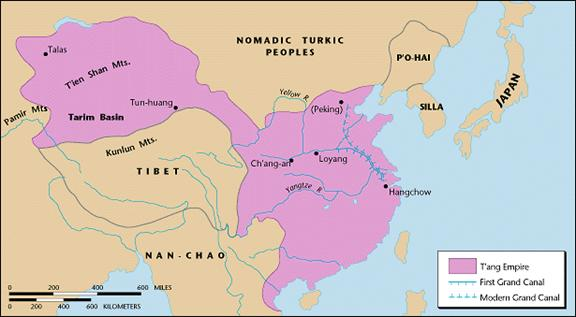 NOMADIC TURKIC
PEOPLES
Talas
T'ien Shan Mts.
P'O-HAI
JAPAN
Pamir Mts
Tarim Basin
Tun-huang
Yellow R
(Peking)
SILLA
Kunlun Mts.
TIBET
Ch'ang-an
Loyang
Yangtze R
Hangchow
NAN-CHAO
T'ang Empire
First Grand Canal
Modern Grand Canal
0 200 400 600 MILES
0 200 400 600 KILOMETERS